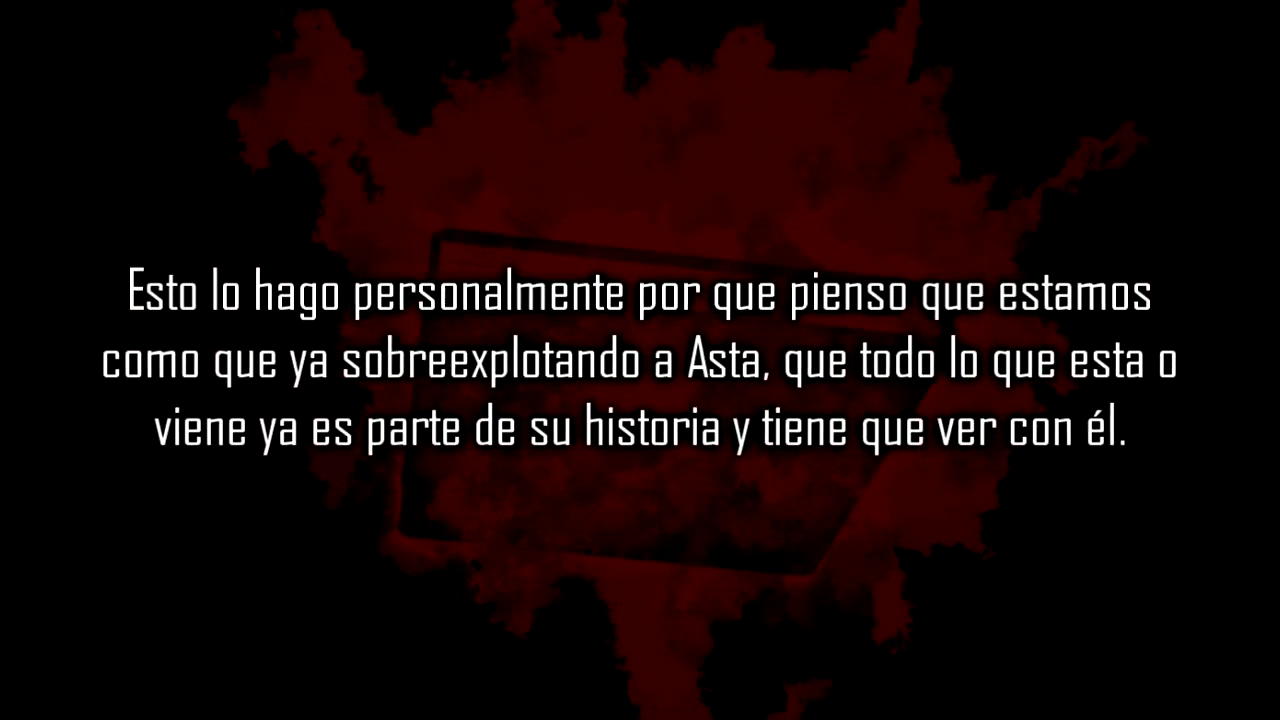 Esto lo hago personalmente por que pienso que estamos
como que ya sobreexplotando a Asta, que todo lo que esta o
viene ya es parte de su historia y tiene que ver con él.